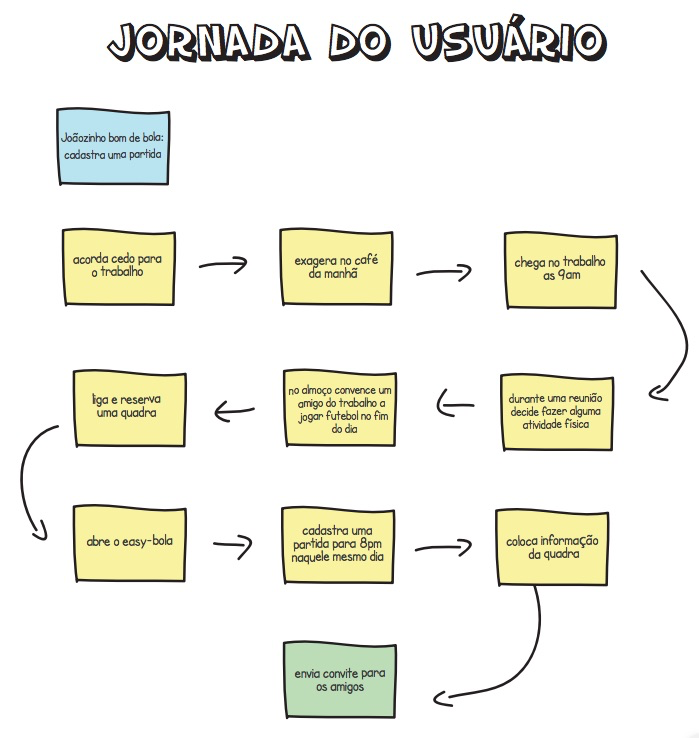 JORNADA DO USUÁRIO
Joãozinho bom de bola:
cadastra uma partida
acorda cedo para
o trabalho
exagera no café
da manhã
chega no trabalho
as 9am
durante uma reunião
decide fazer alguma
atividade física
no almoço convence um
amigo do trabalho a
jogar futebol no fim
do dia
liga e reserva
uma quadra
abre o easy-bola
cadastra uma
partida para 8pm
naquele mesmo dia
coloca informação
da quadra
envia convite para
os amigos